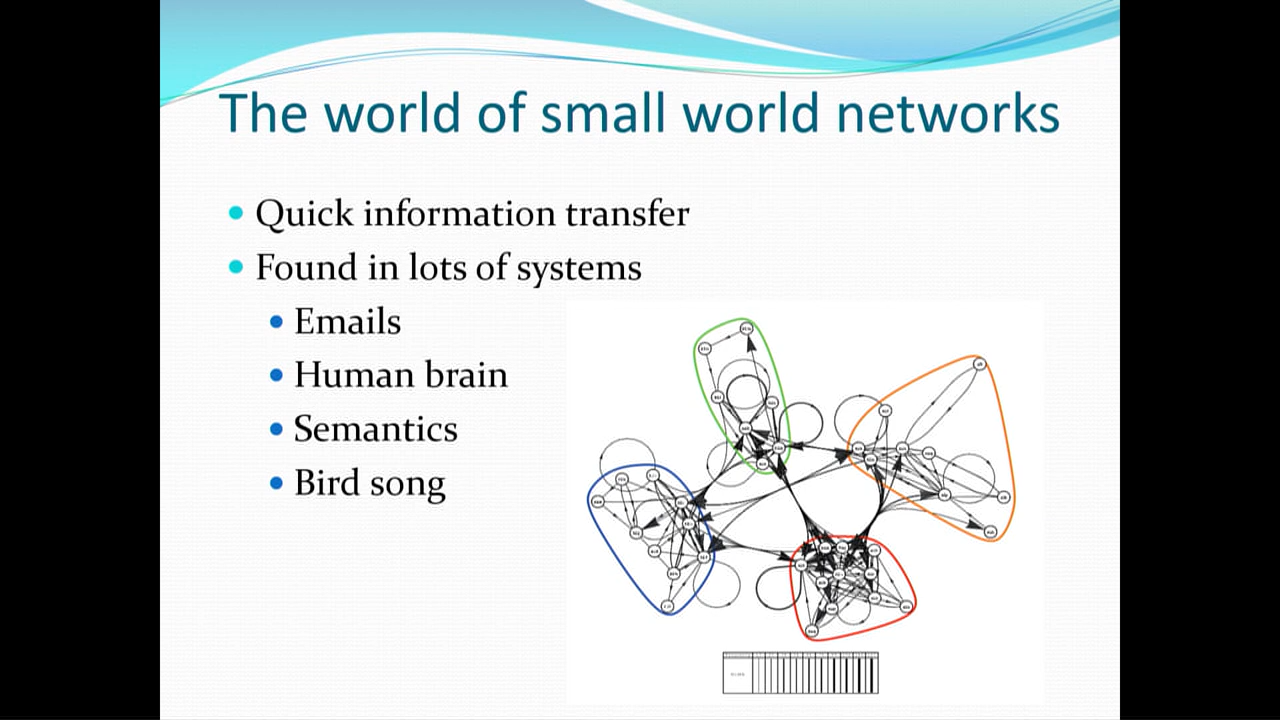 The world of small world networks
Quick information transfer
Found in lots of systems
Emails
Human brain
Semantics
Bird song